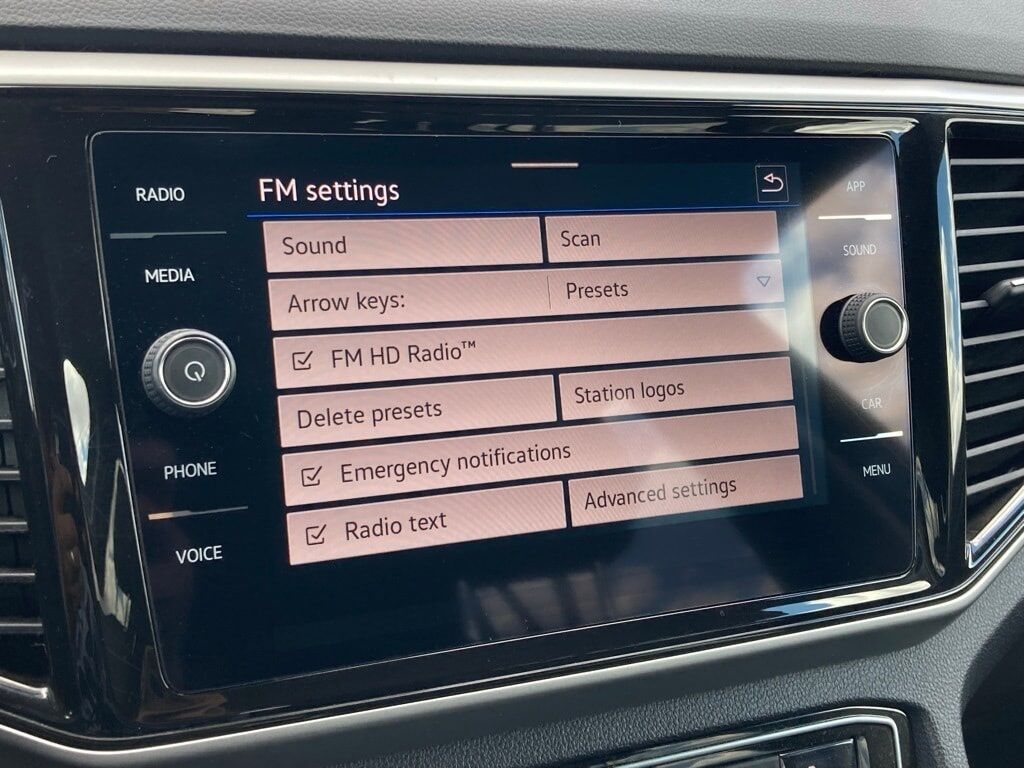 RADIO
MEDIA
PHONE
VOICE
FM settings
Sound
Scan
Arrow keys:
Presets
FM HD Radio™
Delete presets
Station logos
Emergency notifications
Radio text
Advanced settings
APP
SOUND
CAR
MENU